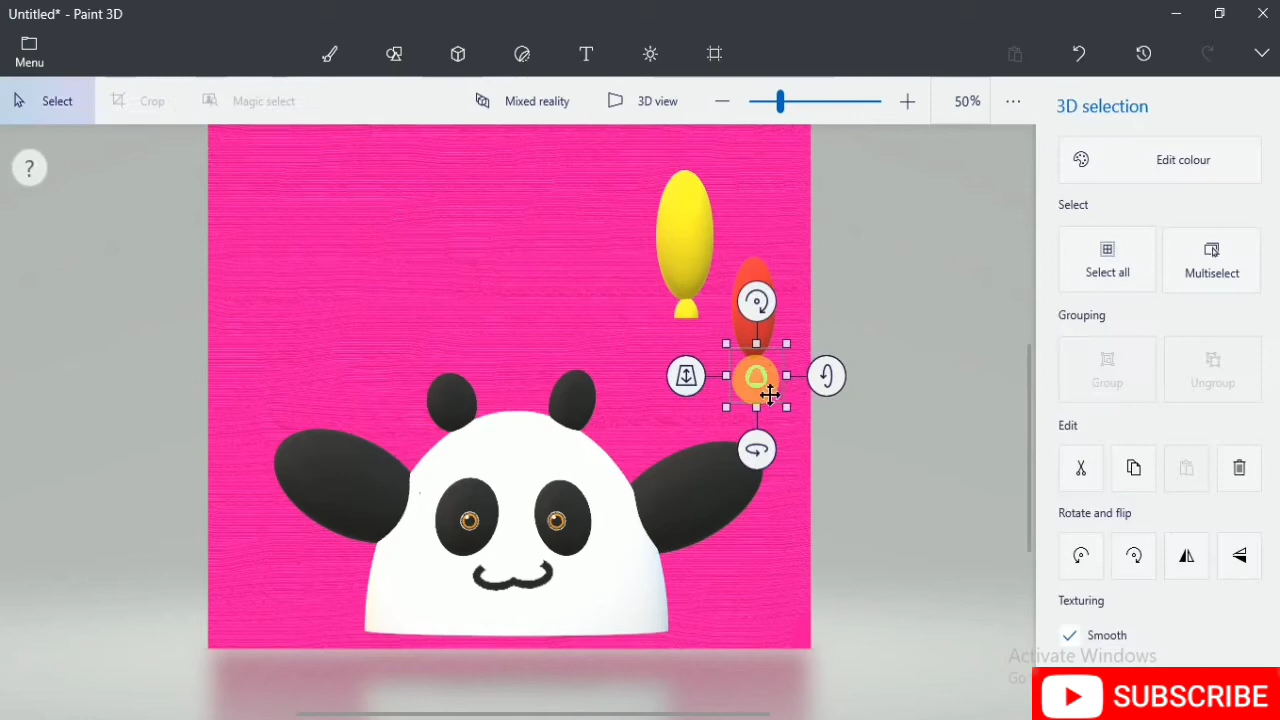 Untitled* - Paint 3D
Menu
Select
Crop
Magic select
Mixed reality
3D view
50%
3D selection
?
Edit colour
Select
Select all
Multiselect
Grouping
Group
Ungroup
Edit
Rotate and flip
Texturing
Smooth
Activate Windows
Go
SUBSCRIBE